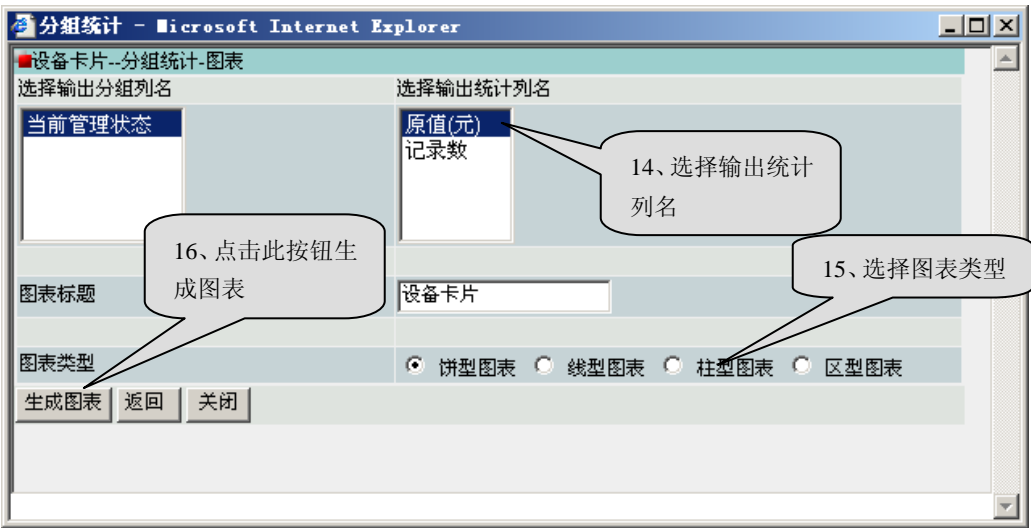 分组统计 - Microsoft Internet Explorer
设备卡片--分组统计-图表
选择输出分组列名 选择输出统计列名
当前管理状态 原值(元)
记录数
14、选择输出统计
列名
16、点击此按钮生
成图表
15、选择图表类型
图表标题 设备卡片
图表类型 饼型图表 线型图表 柱型图表 区型图表
生成图表 返回 关闭